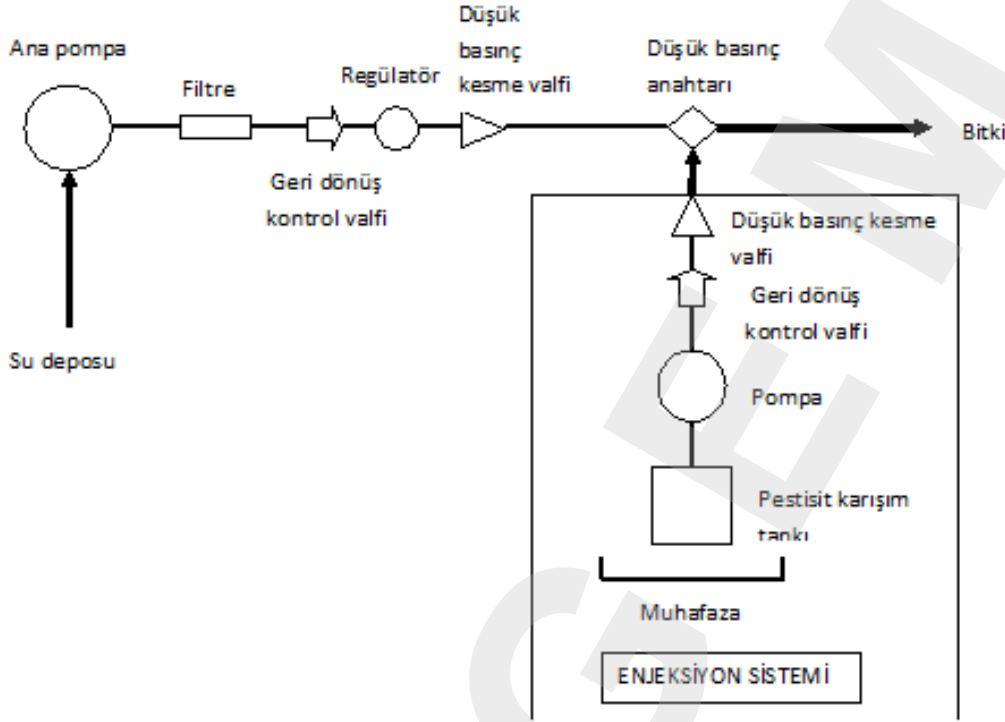 Ana pompa
Filtre
Geri dönüş
kontrol valfi
Regülatör
Düşük
basınç
kesme valfi
Düşük basınç
anahtarı
Bitki
Su deposu
Düşük basınç kesme
valfi
Geri dönüş
kontrol valfi
Pompa
Pestisit karışım
tankı
Muhafaza
ENJEKSİYON SİSTEMİ